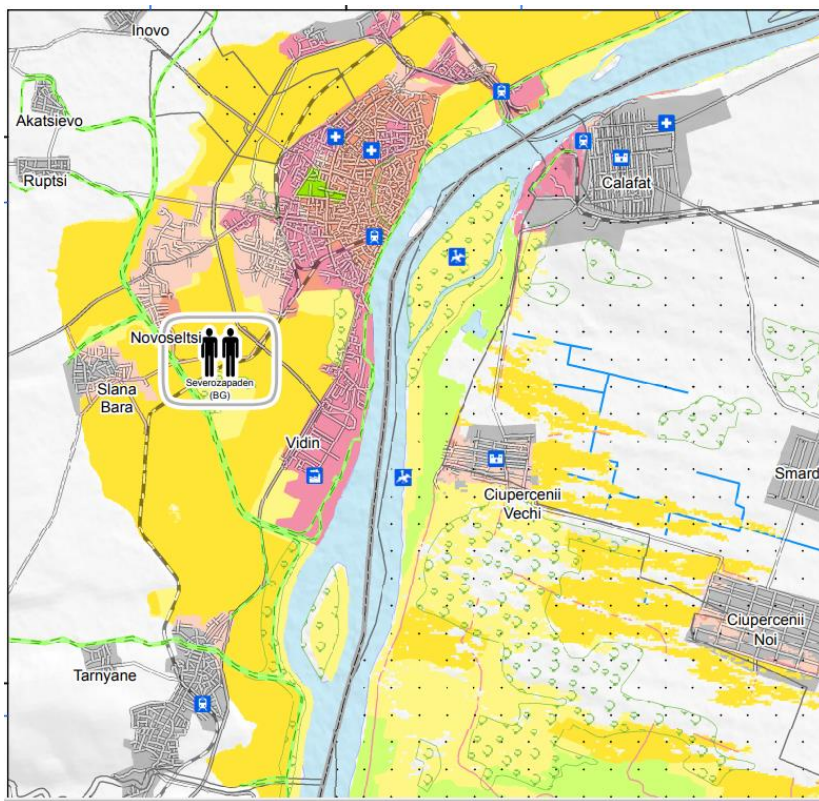 Inovo
Akatsievo
Ruptsi
Calafat
Novoseltsi
Severozapaden
(BG)
Slana
Bara
Vidin
Ciupercenii
Vechi
Smard
Ciupercenii
Noi
Tarnyane